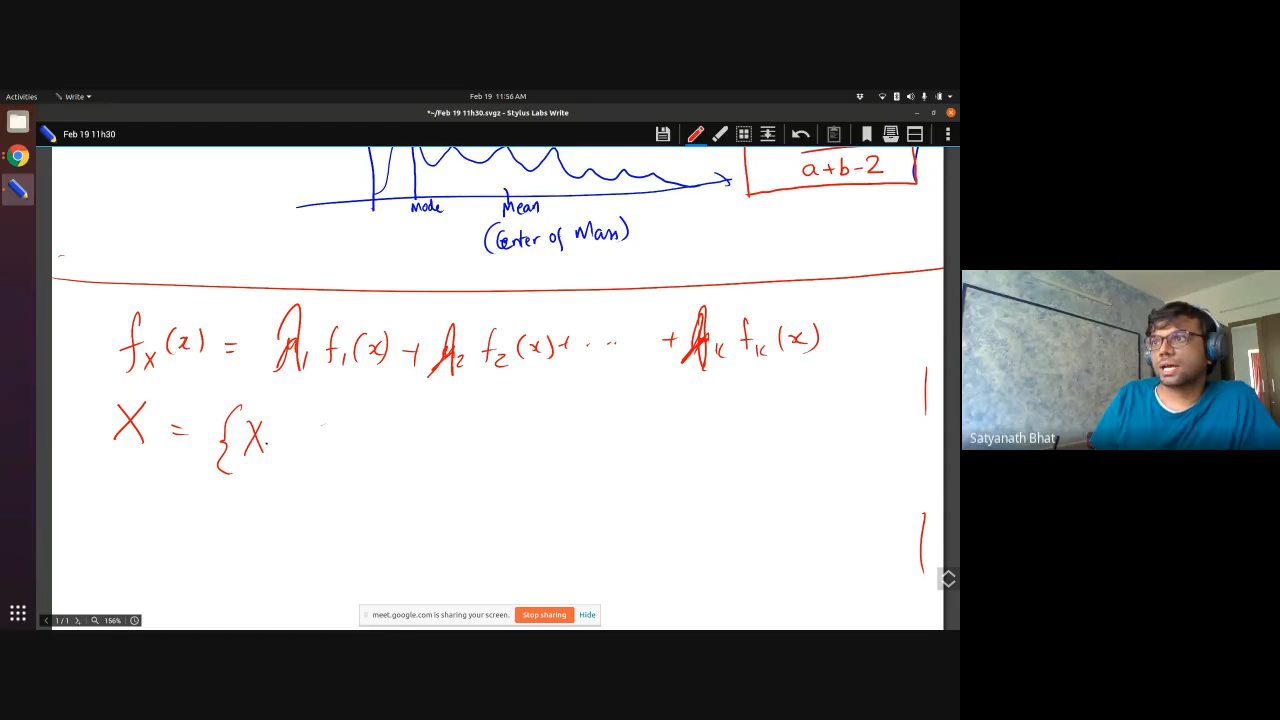 Activities Write ▾ Feb 19 11:56 AM
*~/Feb 19 11h30.svgz - Stylus Labs Write
Feb 19 11h30
a+b-2
Mode Mean
(Center of Mass)
f_X(x) = p_1 f_1(x) + p_2 f_2(x) + ... + p_K f_K(x)
X = {X
Satyanath Bhat
meet.google.com is sharing your screen. Stop sharing Hide
1 / 1 156%